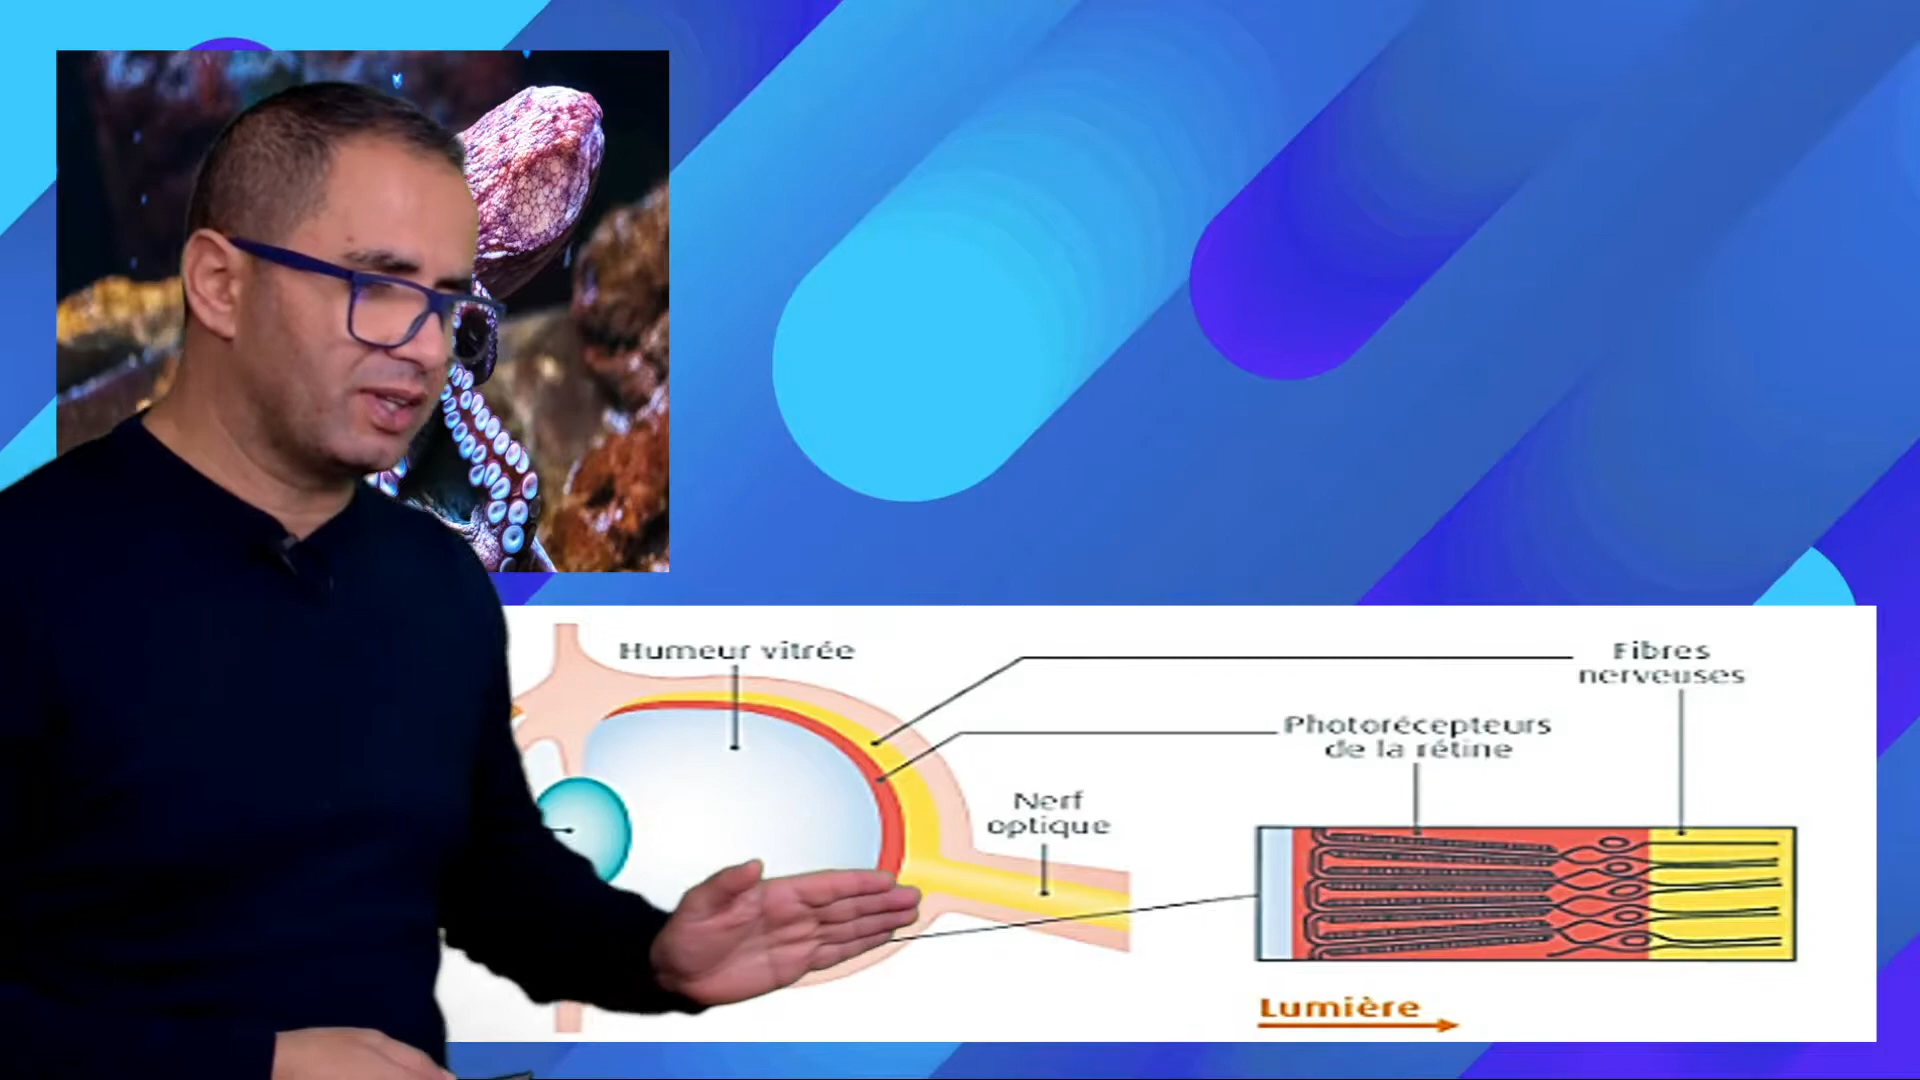 Humeur vitrée
Fibres
nerveuses
Photorécepteurs
de la rétine
Nerf
optique
Lumière